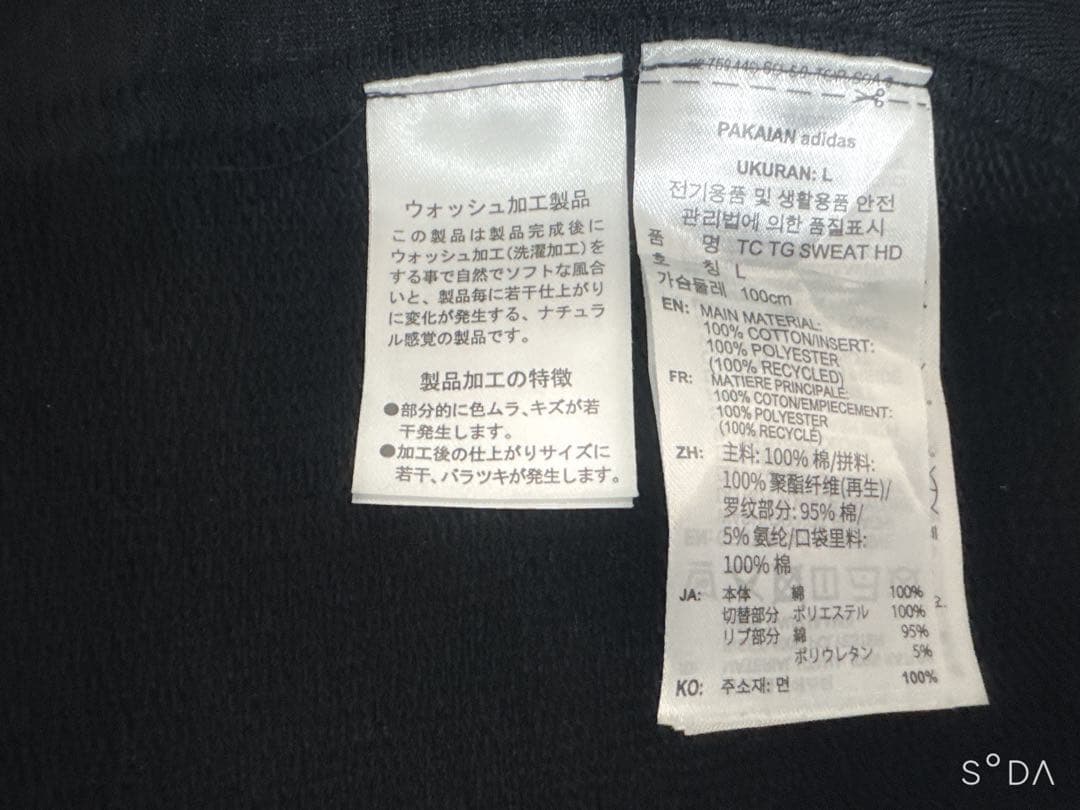 ウォッシュ加工製品
この製品は製品完成後に
ウォッシュ加工(洗濯加工)を
する事で自然でソフトな風合
いと、製品毎に若干仕上がり
に変化が発生する、ナチュラ
ル感覚の製品です。
製品加工の特徴
●部分的に色ムラ、キズが若
干発生します。
●加工後の仕上がりサイズに
若干、バラツキが発生します。
PAKAIAN adidas
UKURAN: L
전기용품 및 생활용품 안전
관리법에 의한 품질표시
품 명 TC TG SWEAT HD
호 칭 L
가슴둘레 100cm
EN: MAIN MATERIAL:
100% COTTON/INSERT:
100% POLYESTER
(100% RECYCLED)
FR: MATIERE PRINCIPALE:
100% COTON/EMPIECEMENT:
100% POLYESTER
(100% RECYCLÉ)
ZH: 主料: 100% 棉/拼料:
100% 聚酯纤维(再生)/
罗纹部分: 95% 棉/
5% 氨纶/口袋里料:
100% 棉
JA: 本体 綿 100%
切替部分 ポリエステル 100%
リブ部分 綿 95%
ポリウレタン 5%
KO: 주소재: 면 100%
SODA